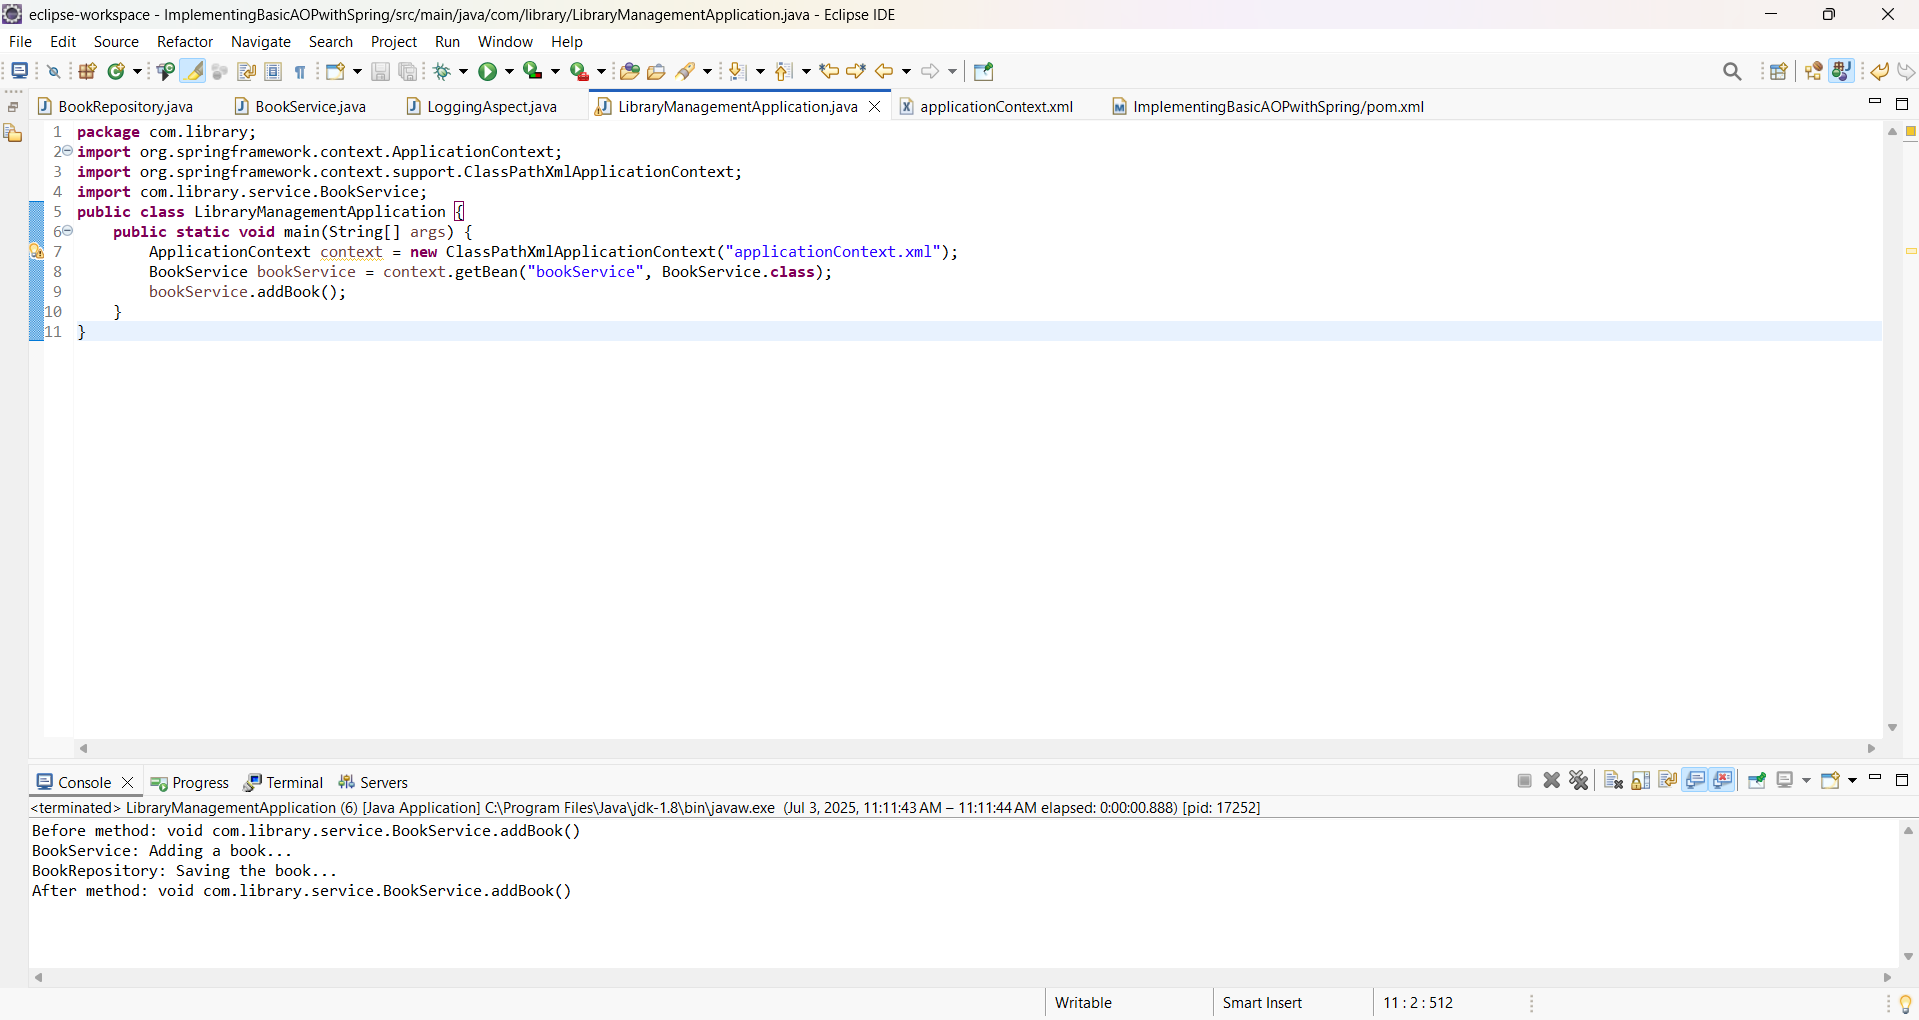 eclipse-workspace - ImplementingBasicAOPwithSpring/src/main/java/com/library/LibraryManagementApplication.java - Eclipse IDE
File Edit Source Refactor Navigate Search Project Run Window Help
BookRepository.java BookService.java LoggingAspect.java LibraryManagementApplication.java applicationContext.xml ImplementingBasicAOPwithSpring/pom.xml
1 package com.library;
2 import org.springframework.context.ApplicationContext;
3 import org.springframework.context.support.ClassPathXmlApplicationContext;
4 import com.library.service.BookService;
5 public class LibraryManagementApplication {
6 public static void main(String[] args) {
7 ApplicationContext context = new ClassPathXmlApplicationContext("applicationContext.xml");
8 BookService bookService = context.getBean("bookService", BookService.class);
9 bookService.addBook();
10 }
11 }
Console Progress Terminal Servers
<terminated> LibraryManagementApplication (6) [Java Application] C:\Program Files\Java\jdk-1.8\bin\javaw.exe (Jul 3, 2025, 11:11:43 AM – 11:11:44 AM elapsed: 0:00:00.888) [pid: 17252]
Before method: void com.library.service.BookService.addBook()
BookService: Adding a book...
BookRepository: Saving the book...
After method: void com.library.service.BookService.addBook()
Writable Smart Insert 11 : 2 : 512